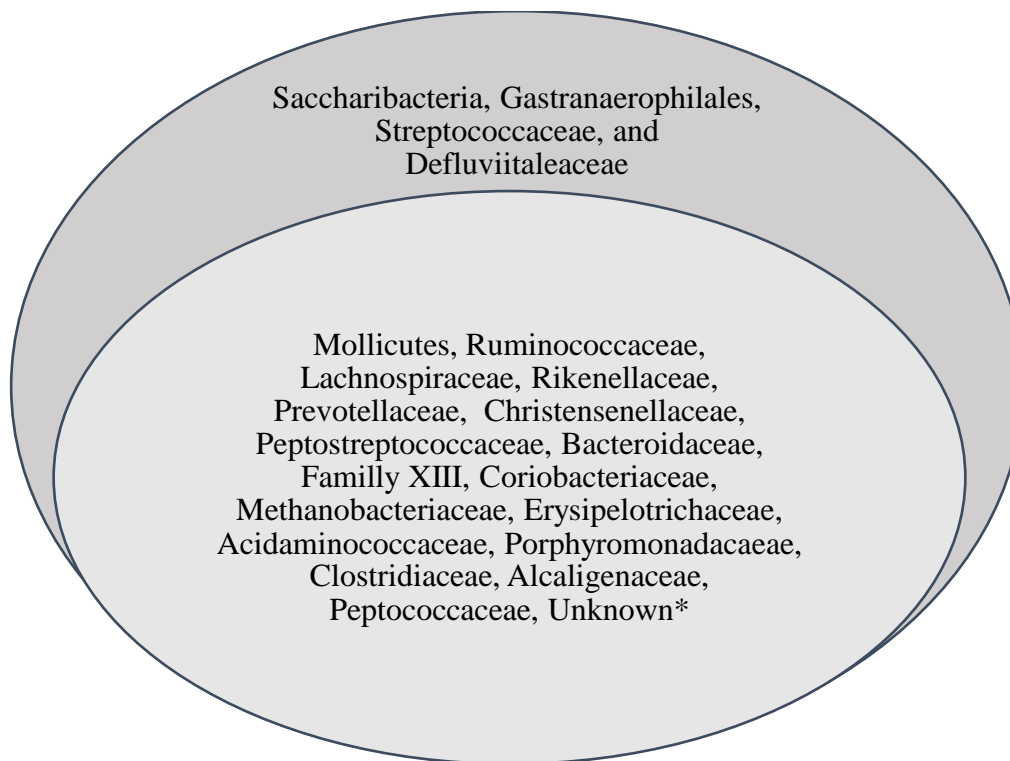 Saccharibacteria, Gastranaerophilales,
Streptococcaceae, and
Defluviitaleaceae
Mollicutes, Ruminococcaceae,
Lachnospiraceae, Rikenellaceae,
Prevotellaceae, Christensenellaceae,
Peptostreptococcaceae, Bacteroidaceae,
Familly XIII, Coriobacteriaceae,
Methanobacteriaceae, Erysipelotrichaceae,
Acidaminococcaceae, Porphyromonadacaeae,
Clostridiaceae, Alcaligenaceae,
Peptococcaceae, Unknown*